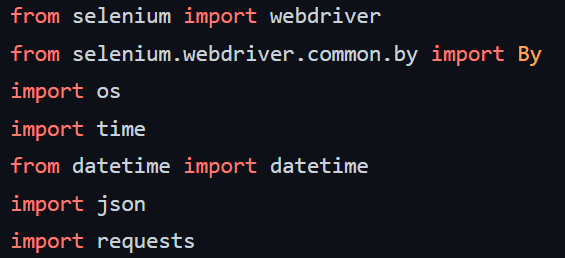 from selenium import webdriver
from selenium.webdriver.common.by import By
import os
import time
from datetime import datetime
import json
import requests